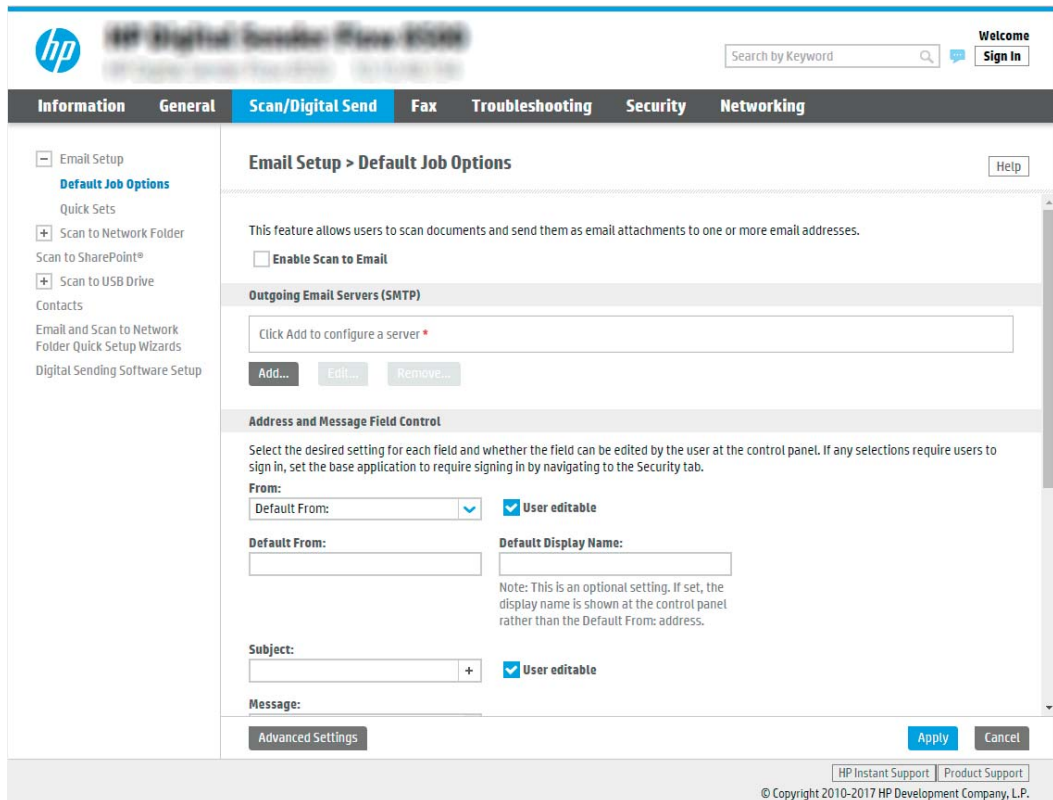 hp
Welcome
Search by Keyword
Sign In
Information General Scan/Digital Send Fax Troubleshooting Security Networking
Email Setup
Default Job Options
Quick Sets
Scan to Network Folder
Scan to SharePoint®
Scan to USB Drive
Contacts
Email and Scan to Network
Folder Quick Setup Wizards
Digital Sending Software Setup
Email Setup > Default Job Options
Help
This feature allows users to scan documents and send them as email attachments to one or more email addresses.
Enable Scan to Email
Outgoing Email Servers (SMTP)
Click Add to configure a server *
Add... Edit... Remove...
Address and Message Field Control
Select the desired setting for each field and whether the field can be edited by the user at the control panel. If any selections require users to
sign in, set the base application to require signing in by navigating to the Security tab.
From:
Default From: User editable
Default From: Default Display Name:
Note: This is an optional setting. If set, the
display name is shown at the control panel
rather than the Default From: address.
Subject:
+ User editable
Message:
Advanced Settings Apply Cancel
HP Instant Support Product Support
© Copyright 2010-2017 HP Development Company, L.P.